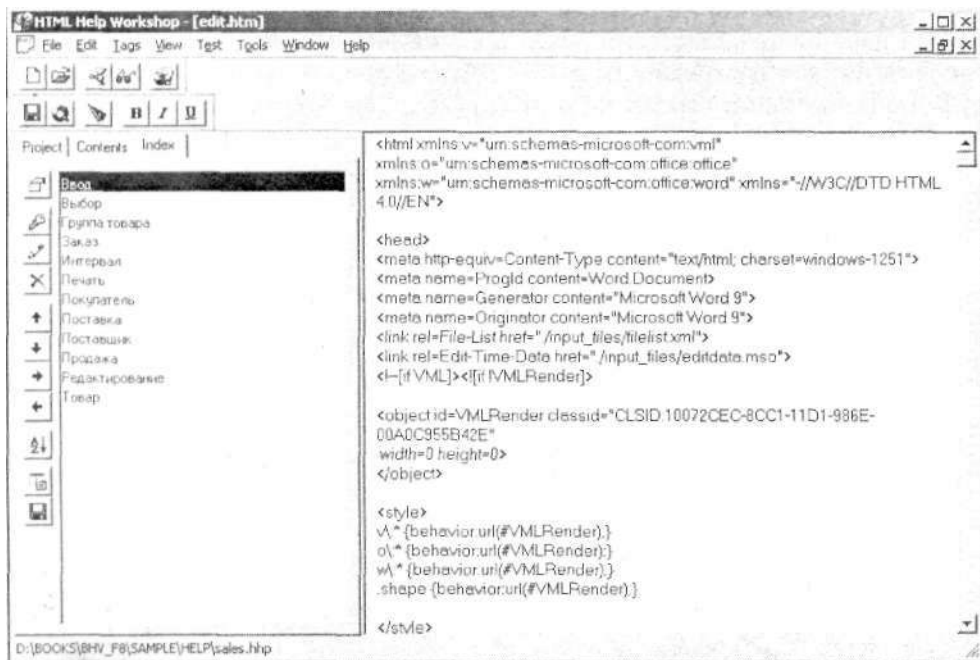 HTML Help Workshop - [edit.htm]
File Edit Tags View Test Tools Window Help
B I U
Project Contents Index
Ввод
Выбор
Группа товара
Заказ
Интервал
Печать
Покупатель
Поставка
Поставщик
Продажа
Редактирование
Товар
<html xmlns:v="urn:schemas-microsoft-com:vml"
xmlns:o="urn:schemas-microsoft-com:office:office"
xmlns:w="urn:schemas-microsoft-com:office:word" xmlns="-//W3C//DTD HTML
4.0//EN">
<head>
<meta http-equiv=Content-Type content="text/html; charset=windows-1251">
<meta name=ProgId content=Word.Document>
<meta name=Generator content="Microsoft Word 9">
<meta name=Originator content="Microsoft Word 9">
<link rel=File-List href="./input_files/filelist.xml">
<link rel=Edit-Time-Data href="./input_files/editdata.mso">
<!--[if VML]><![if !VMLRender]>
<object id=VMLRender classid="CLSID:10072CEC-8CC1-11D1-986E-
00A0C955B42E"
width=0 height=0>
</object>
<style>
v\:* {behavior:url(#VMLRender);}
o\:* {behavior:url(#VMLRender);}
w\:* {behavior:url(#VMLRender);}
.shape {behavior:url(#VMLRender);}
</style>
D:\BOOKS\BHV_F8\SAMPLE\HELP\sales.hhp